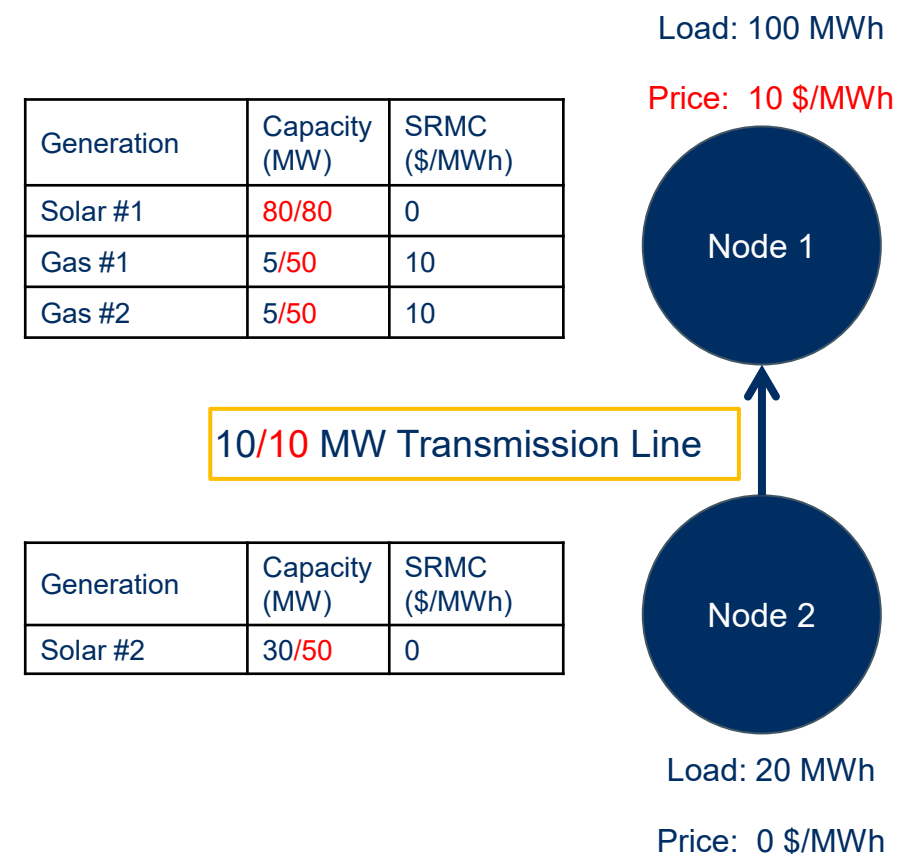 Load: 100 MWh
Price: 10 $/MWh
Generation
Capacity
(MW)
SRMC
($/MWh)
Solar #1
80/80
0
Gas #1
5/50
10
Gas #2
5/50
10
Node 1
10/10 MW Transmission Line
Generation
Capacity
(MW)
SRMC
($/MWh)
Solar #2
30/50
0
Node 2
Load: 20 MWh
Price: 0 $/MWh